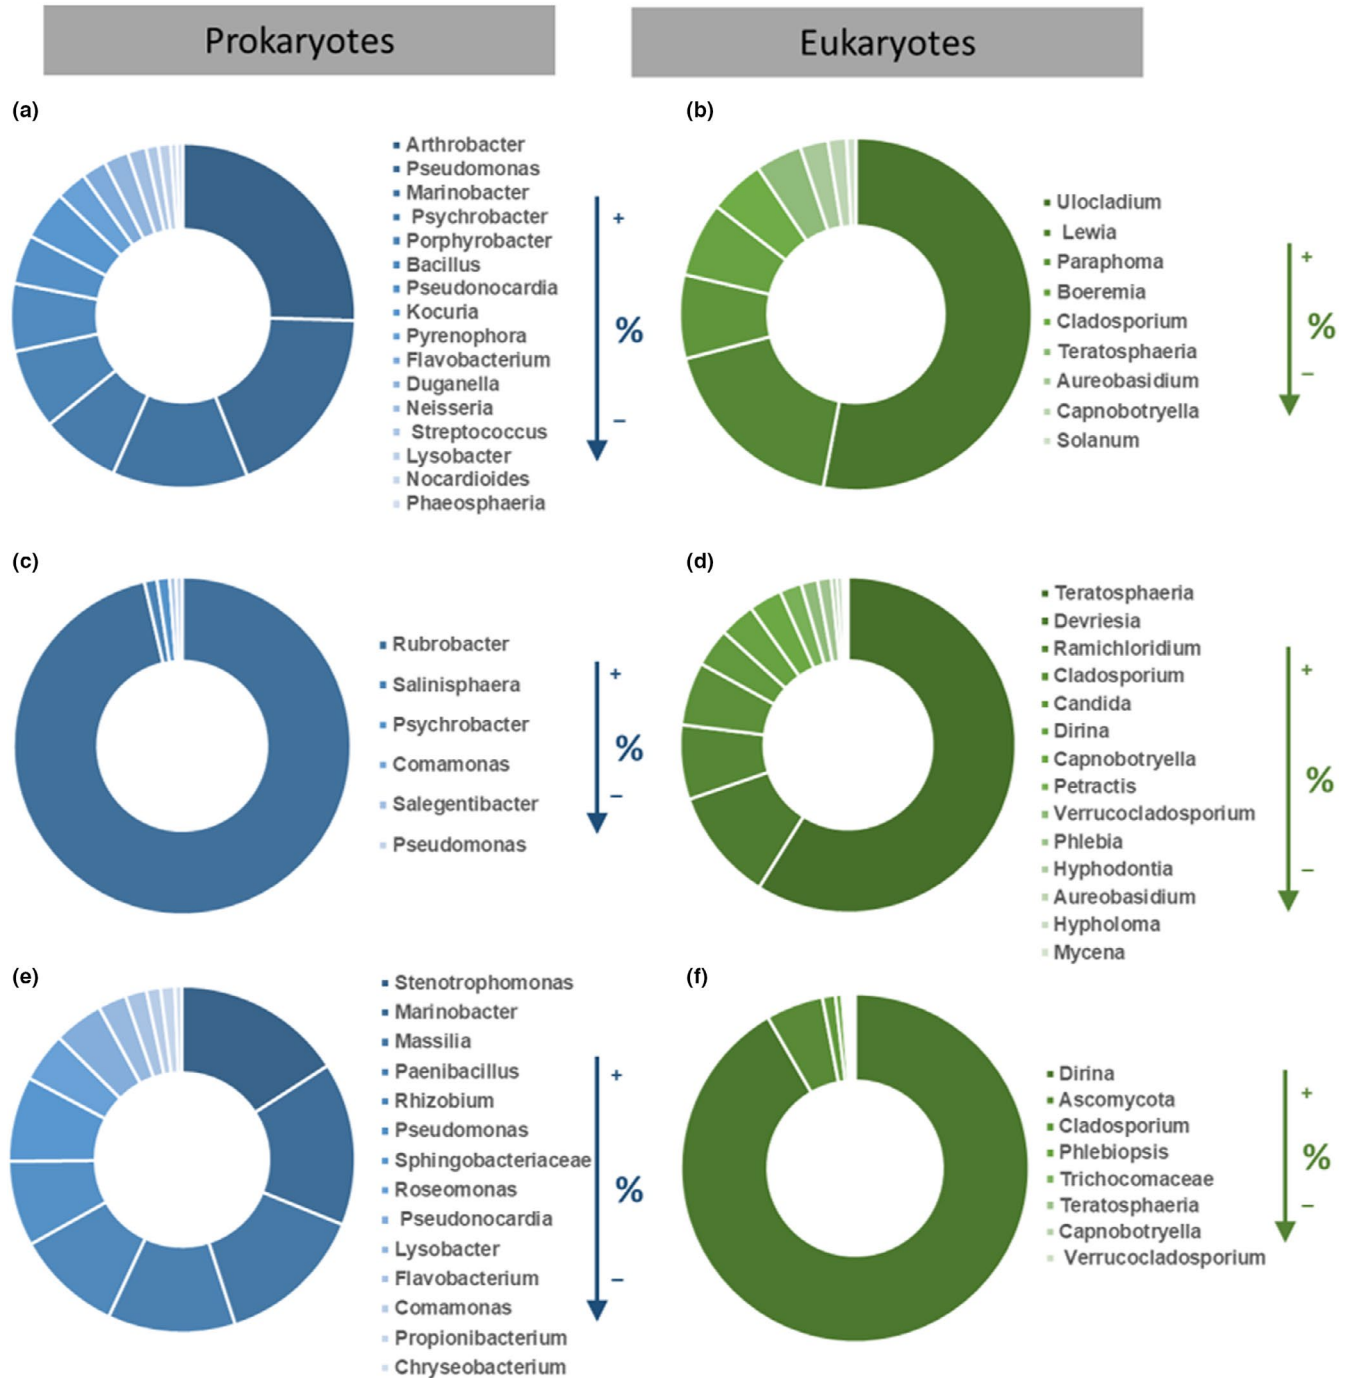 Prokaryotes
Eukaryotes
(a)
Arthrobacter
Pseudomonas
Marinobacter
Psychrobacter
Porphyrobacter
Bacillus
Pseudonocardia
Kocuria
Pyrenophora
Flavobacterium
Duganella
Neisseria
Streptococcus
Lysobacter
Nocardioides
Phaeosphaeria
+
%
–
(b)
Ulocladium
Lewia
Paraphoma
Boeremia
Cladosporium
Teratosphaeria
Aureobasidium
Capnobotryella
Solanum
+
%
–
(c)
Rubrobacter
Salinisphaera
Psychrobacter
Comamonas
Salegentibacter
Pseudomonas
+
%
–
(d)
Teratosphaeria
Devriesia
Ramichloridium
Cladosporium
Candida
Dirina
Capnobotryella
Petractis
Verrucocladosporium
Phlebia
Hyphodontia
Aureobasidium
Hypholoma
Mycena
+
%
–
(e)
Stenotrophomonas
Marinobacter
Massilia
Paenibacillus
Rhizobium
Pseudomonas
Sphingobacteriaceae
Roseomonas
Pseudonocardia
Lysobacter
Flavobacterium
Comamonas
Propionibacterium
Chryseobacterium
+
%
–
(f)
Dirina
Ascomycota
Cladosporium
Phlebiopsis
Trichocomaceae
Teratosphaeria
Capnobotryella
Verrucocladosporium
+
%
–